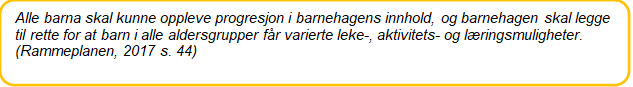 Alle barna skal kunne oppleve progresjon i barnehagens innhold, og barnehagen skal legge
til rette for at barn i alle aldersgrupper får varierte leke-, aktivitets- og læringsmuligheter.
(Rammeplanen, 2017 s. 44)